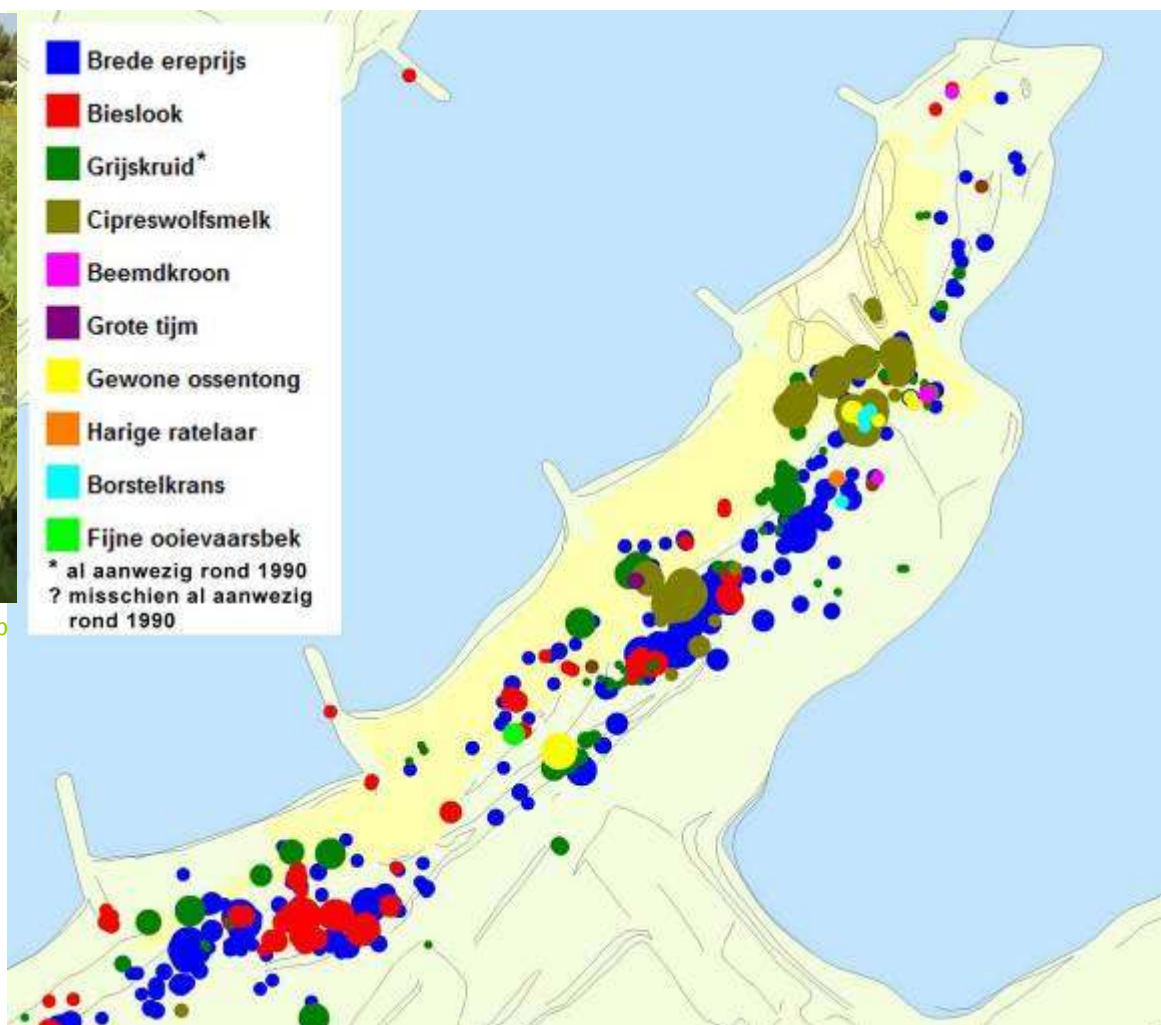 Brede ereprijs
Bieslook
Grijskruid*
Cipreswolfsmelk
Beemdkroon
Grote tijm
Gewone ossentong
Harige ratelaar
Borstelkrans
Fijne ooievaarsbek
* al aanwezig rond 1990
? misschien al aanwezig
rond 1990